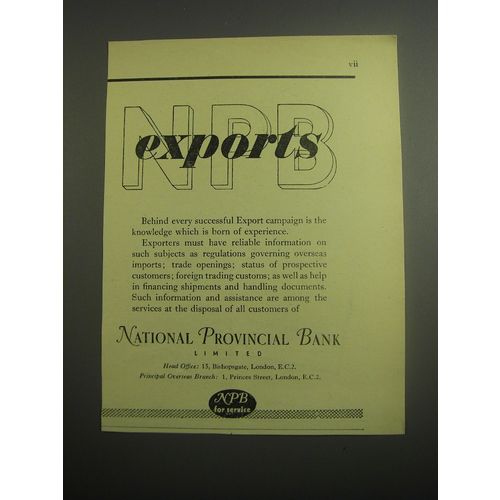 vii
NPB
exports
Behind every successful Export campaign is the
knowledge which is born of experience.
Exporters must have reliable information on
such subjects as regulations governing overseas
imports; trade openings; status of prospective
customers; foreign trading customs; as well as help
in financing shipments and handling documents.
Such information and assistance are among the
services at the disposal of all customers of
NATIONAL PROVINCIAL BANK
LIMITED
Head Office: 15, Bishopsgate, London, E.C.2.
Principal Overseas Branch: 1, Princes Street, London, E.C.2.
NPB
for service